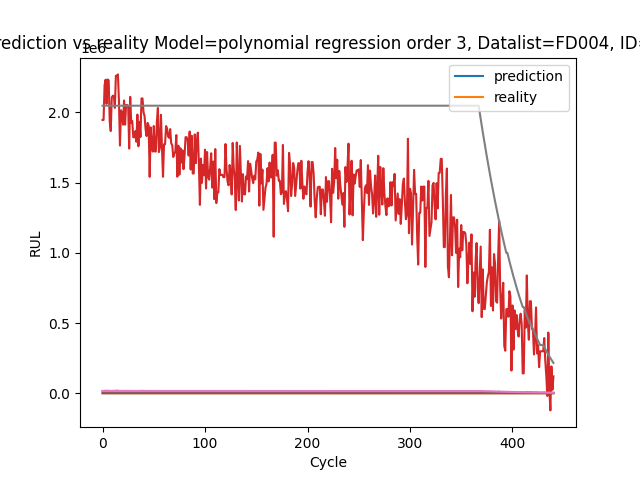 rediction vs reality Model=polynomial regression order 3, Datalist=FD004, ID=
1e6
prediction
reality
2.0
1.5
1.0
0.5
0.0
RUL
0 100 200 300 400
Cycle